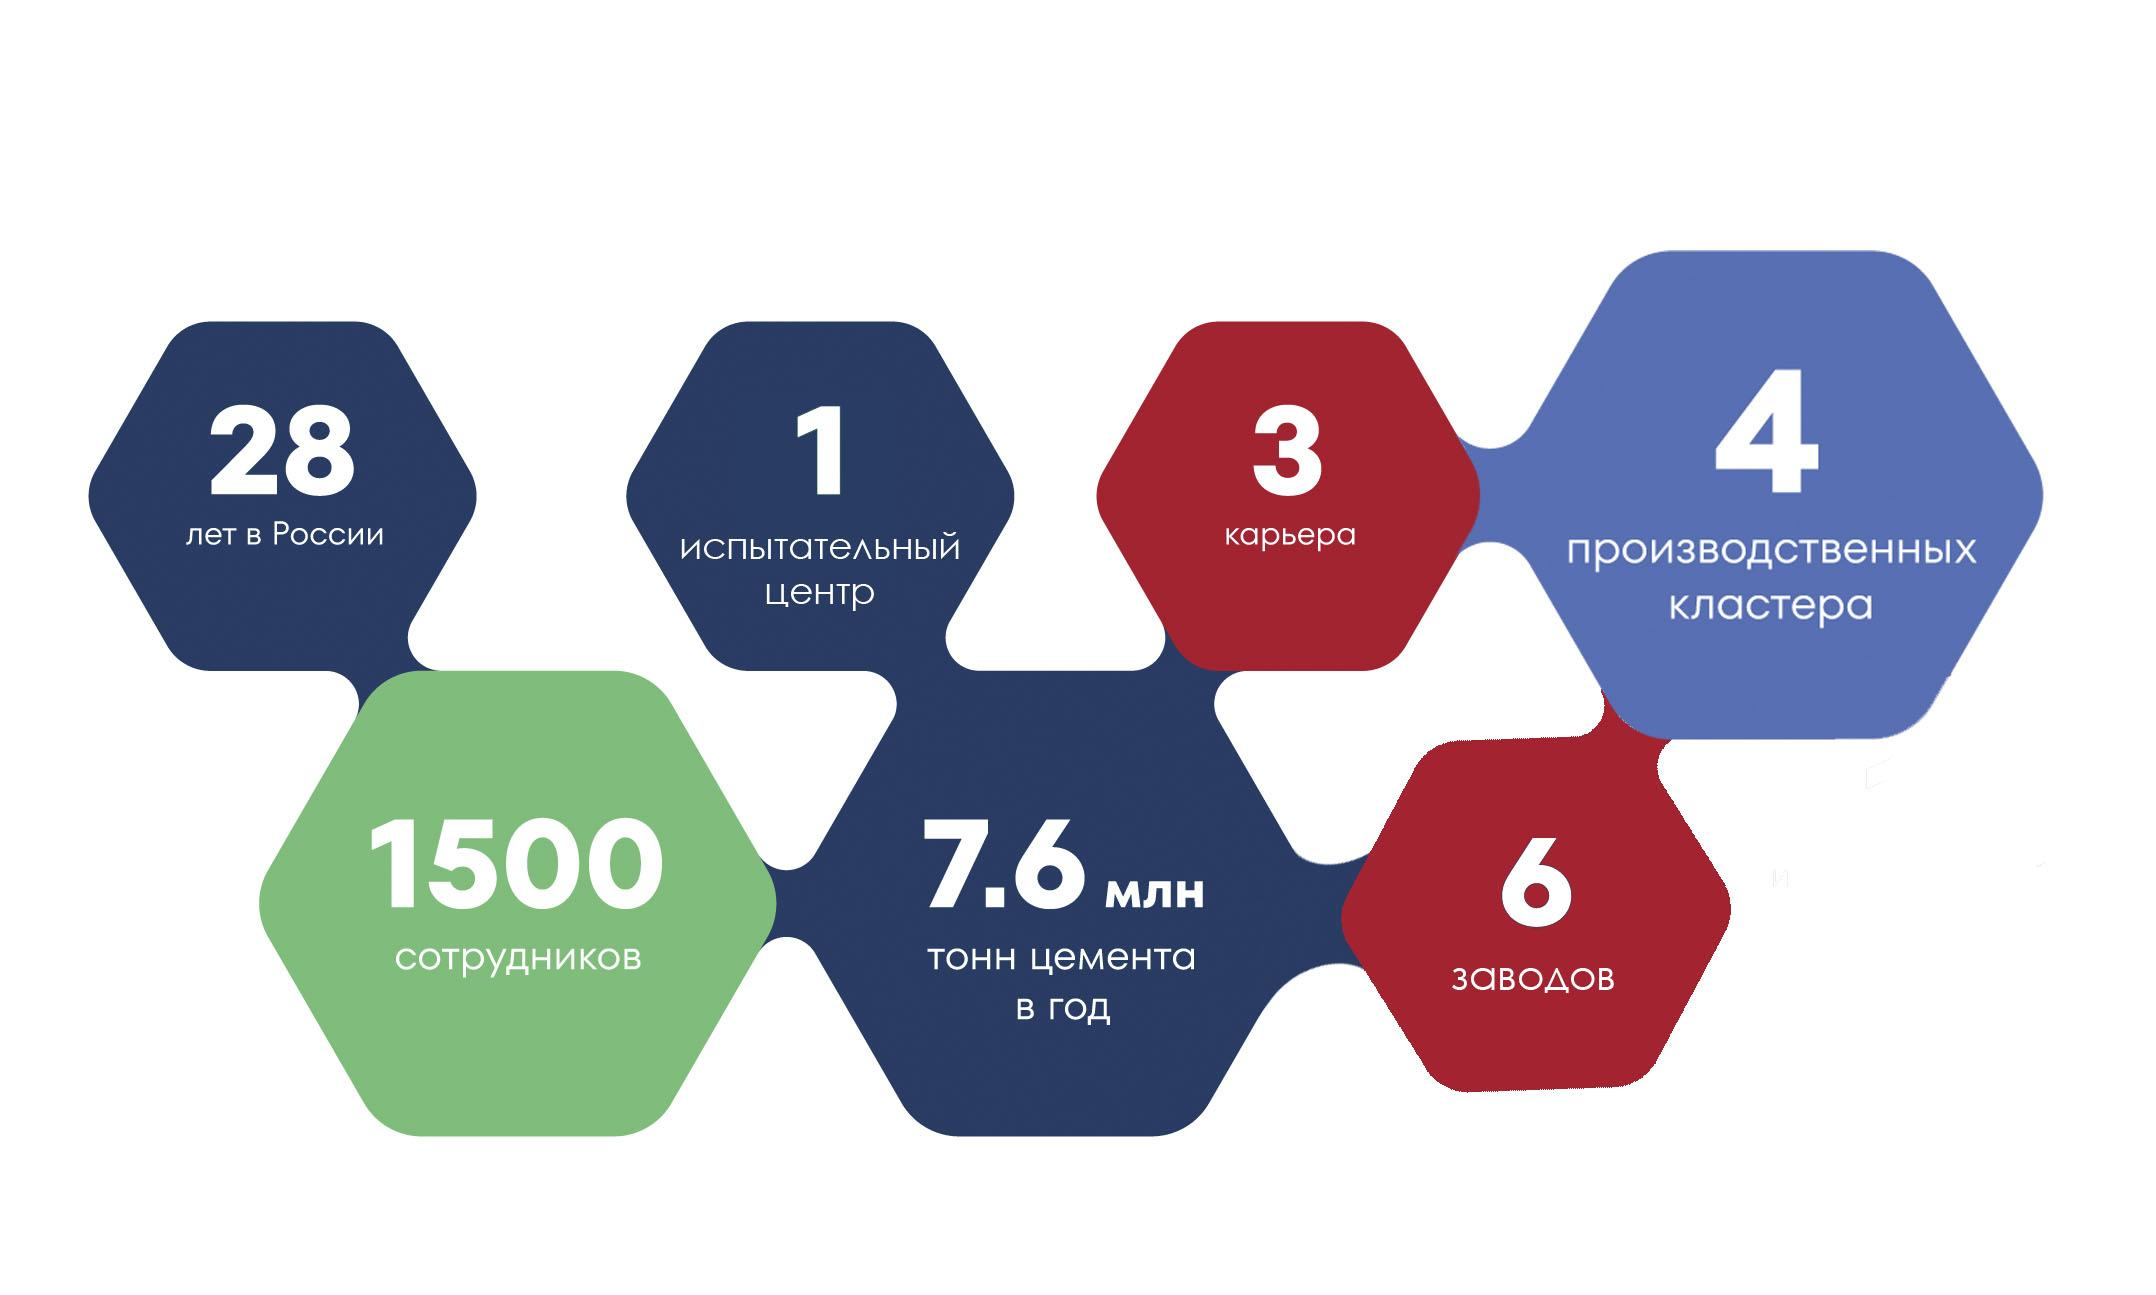 28
лет в России
1
испытательный
центр
3
карьера
4
производственных
кластера
1500
сотрудников
7.6 млн
тонн цемента
в год
6
заводов
и